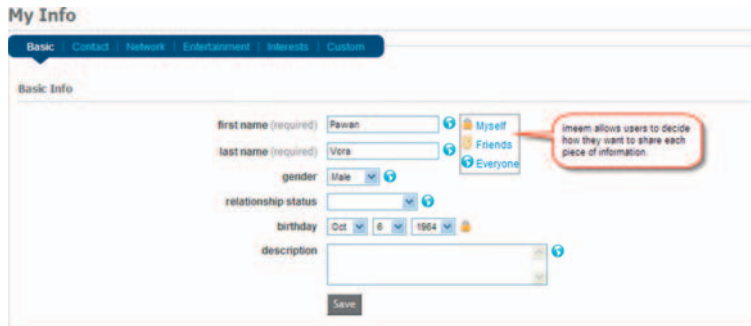 My Info
Basic | Contact | Network | Entertainment | Interests | Custom
Basic Info
first name (required) Pawan
Myself
Friends
Everyone
imeem allows users to decide
how they want to share each
piece of information.
last name (required) Vora
gender Male
relationship status
birthday Oct 6 1964
description
Save